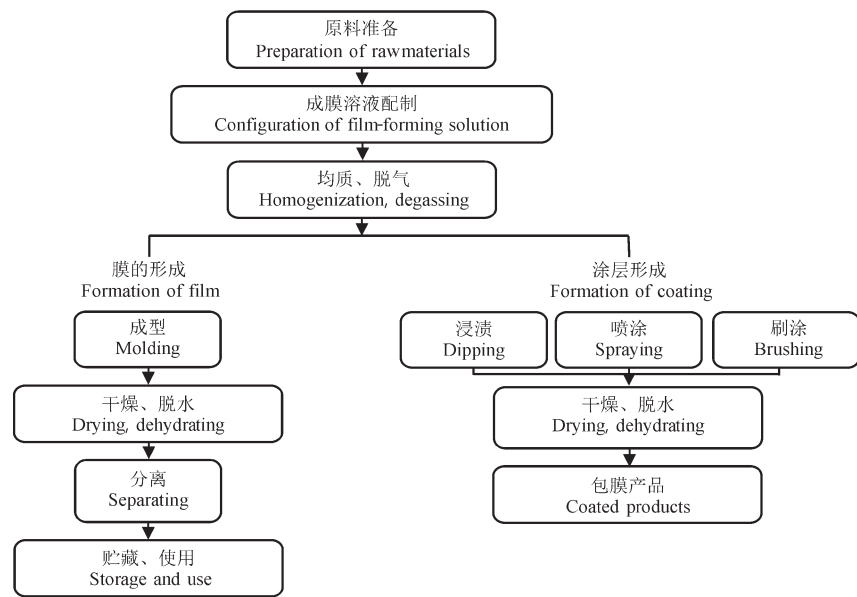 原料准备
Preparation of rawmaterials
成膜溶液配制
Configuration of film-forming solution
均质、脱气
Homogenization, degassing
膜的形成
Formation of film
成型
Molding
干燥、脱水
Drying, dehydrating
分离
Separating
贮藏、使用
Storage and use
涂层形成
Formation of coating
浸渍
Dipping
喷涂
Spraying
刷涂
Brushing
干燥、脱水
Drying, dehydrating
包膜产品
Coated products